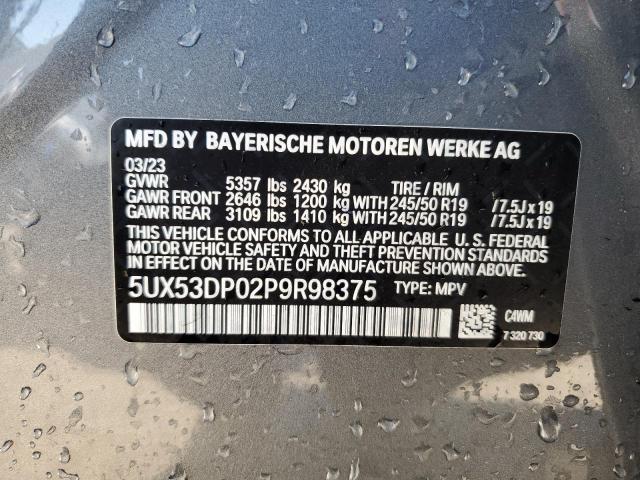 MFD BY BAYERISCHE MOTOREN WERKE AG
03/23
GVWR 5357 lbs 2430 kg TIRE / RIM
GAWR FRONT 2646 lbs 1200 kg WITH 245/50 R19 /7.5J x 19
GAWR REAR 3109 lbs 1410 kg WITH 245/50 R19 /7.5J x 19
THIS VEHICLE CONFORMS TO ALL APPLICABLE U. S. FEDERAL
MOTOR VEHICLE SAFETY AND THEFT PREVENTION STANDARDS
IN EFFECT ON THE DATE OF MANUFACTURE SHOWN ABOVE.
5UX53DP02P9R98375 TYPE: MPV
C4WM
7 320 730